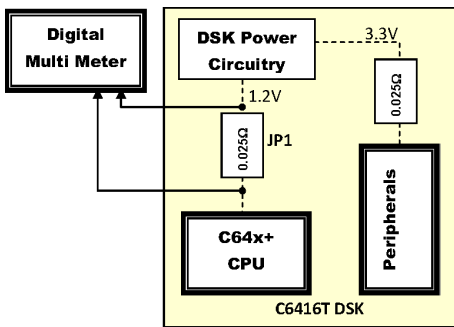 Digital
Multi Meter
DSK Power
Circuitry
3.3V
1.2V
0.025Ω
JP1
0.025Ω
C64x+
CPU
Peripherals
C6416T DSK